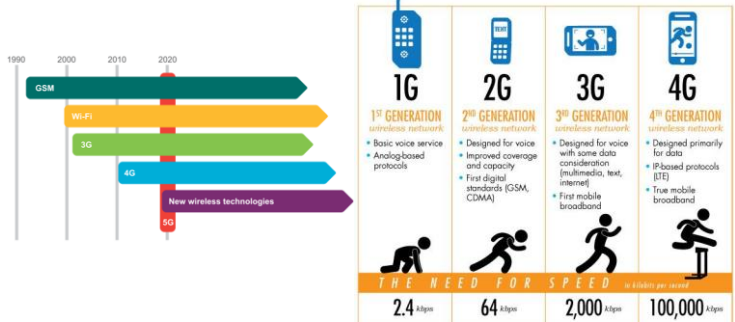 1990 2000 2010 2020
GSM
Wi-Fi
3G
4G
New wireless technologies
5G
TEXT
1G
1ST GENERATION
wireless network
• Basic voice service
• Analog-based
protocols
2G
2ND GENERATION
wireless network
• Designed for voice
• Improved coverage
and capacity
• First digital
standards (GSM,
CDMA)
3G
3RD GENERATION
wireless network
• Designed for voice
with some data
consideration
(multimedia, text,
internet)
• First mobile
broadband
4G
4TH GENERATION
wireless network
• Designed primarily
for data
• IP-based protocols
(LTE)
• True mobile
broadband
THE NEED FOR SPEED in kilobits per second
2.4 kbps 64 kbps 2,000 kbps 100,000 kbps